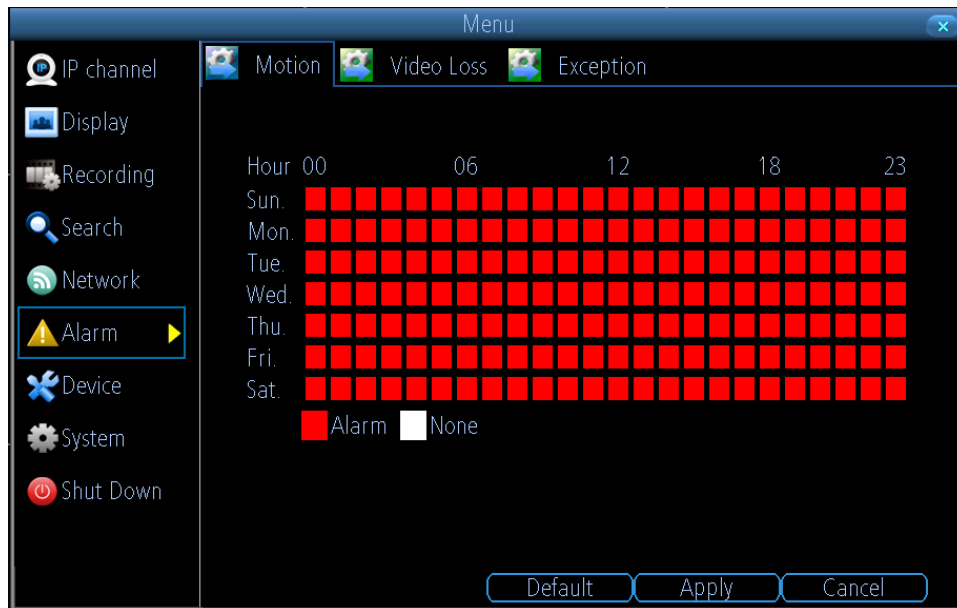 Menu
IP channel
Display
Recording
Search
Network
Alarm
Device
System
Shut Down
Motion Video Loss Exception
Hour 00 06 12 18 23
Sun.
Mon.
Tue.
Wed.
Thu.
Fri.
Sat.
Alarm None
Default Apply Cancel